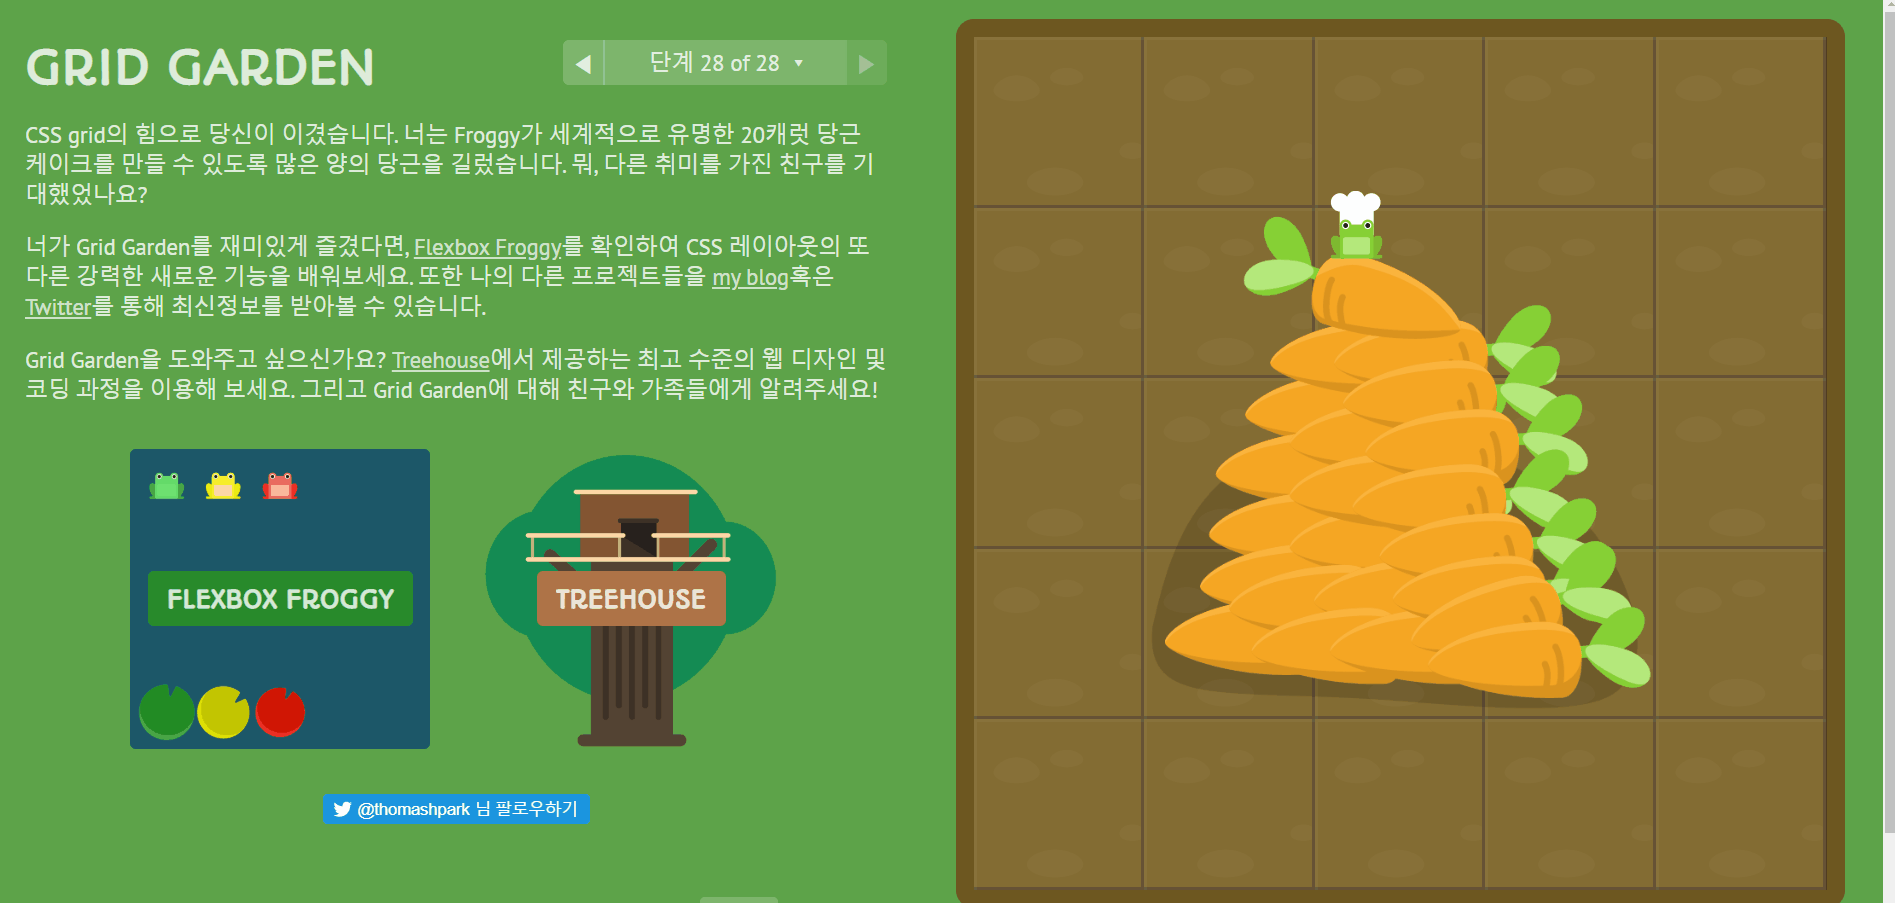 GRID GARDEN
단계 28 of 28
CSS grid의 힘으로 당신이 이겼습니다. 너는 Froggy가 세계적으로 유명한 20캐럿 당근
케이크를 만들 수 있도록 많은 양의 당근을 길렀습니다. 뭐, 다른 취미를 가진 친구를 기
대했었나요?
너가 Grid Garden를 재미있게 즐겼다면, Flexbox Froggy를 확인하여 CSS 레이아웃의 또
다른 강력한 새로운 기능을 배워보세요. 또한 나의 다른 프로젝트들을 my blog혹은
Twitter를 통해 최신정보를 받아볼 수 있습니다.
Grid Garden을 도와주고 싶으신가요? Treehouse에서 제공하는 최고 수준의 웹 디자인 및
코딩 과정을 이용해 보세요. 그리고 Grid Garden에 대해 친구와 가족들에게 알려주세요!
FLEXBOX FROGGY
TREEHOUSE
@thomashpark 님 팔로우하기